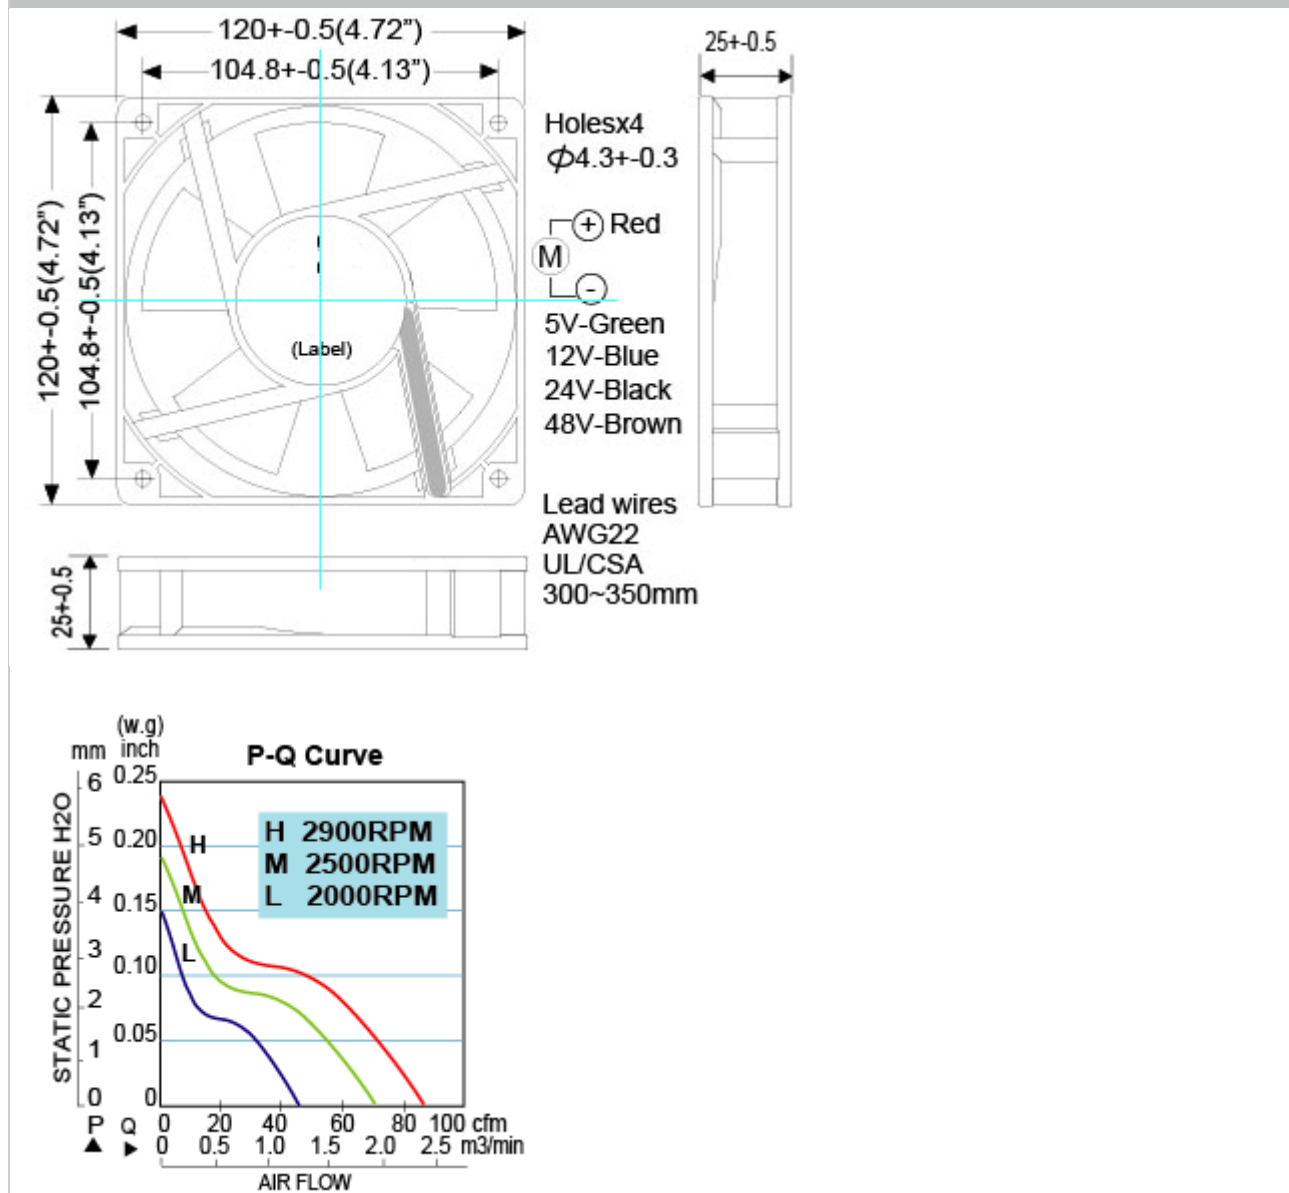 120+-0.5(4.72")
104.8+-0.5(4.13")
25+-0.5
120+-0.5(4.72")
104.8+-0.5(4.13")
Holesx4
ϕ4.3+-0.3
+ Red
M
-
5V-Green
12V-Blue
24V-Black
48V-Brown
(Label)
Lead wires
AWG22
UL/CSA
300~350mm
25+-0.5
(w.g)
mm inch
P-Q Curve
STATIC PRESSURE H2O
6 0.25
5 0.20
4 0.15
3 0.10
2 0.05
1
0 0
H 2900RPM
M 2500RPM
L 2000RPM
H
M
L
P Q 0 20 40 60 80 100 cfm
0 0.5 1.0 1.5 2.0 2.5 m3/min
AIR FLOW